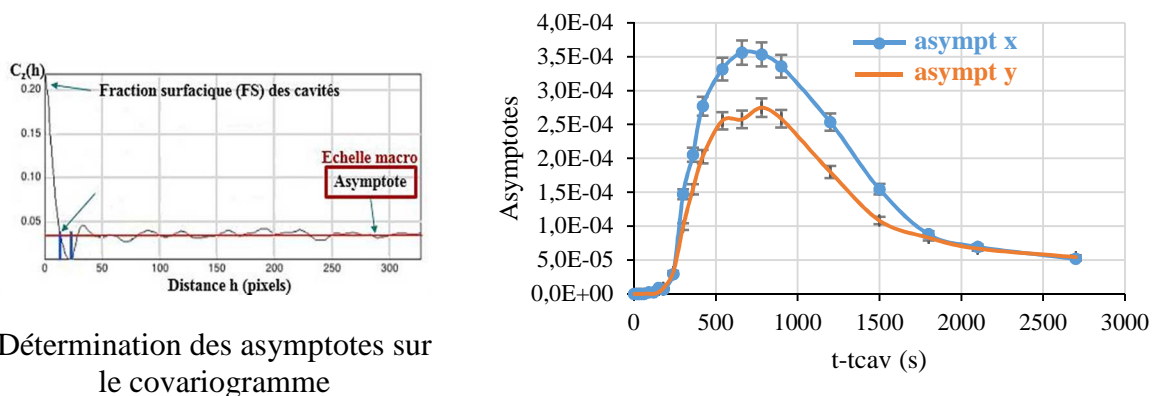 C_z(h)
0.20
0.15
0.10
0.05
Fraction surfacique (FS) des cavités
Echelle macro
Asymptote
0 50 100 150 200 250 300
Distance h (pixels)
Détermination des asymptotes sur
le covariogramme
4,0E-04
3,5E-04
3,0E-04
2,5E-04
2,0E-04
1,5E-04
1,0E-04
5,0E-05
0,0E+00
Asymptotes
asympt x
asympt y
0 500 1000 1500 2000 2500 3000
t-tcav (s)